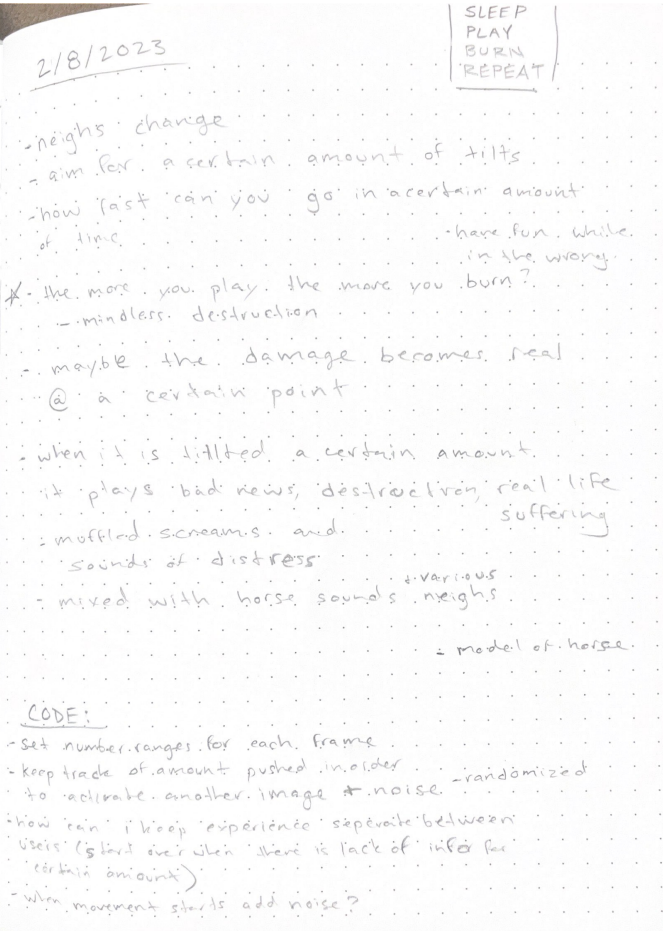 2/8/2023
SLEEP
PLAY
BURN
REPEAT
- neighs change
- aim for a certain amount of tilts
- how fast can you go in a certain amount
of time
- have fun while
in the wrong
☆ - the more you play the more you burn?
- mindless destruction
- maybe the damage becomes real
@ a certain point
- when it is tillted a certain amount
it plays bad news, destruction, real life
suffering
- muffled screams and
sounds of distress
+ various
- mixed with horse sounds neighs
- model of horse
CODE:
- set number ranges for each frame
- keep track of amount pushed in order
- randomized
to activate another image + noise
- how can i keep experience seperate between
users (start over when there is lack of info for
certain amount)
- when movement starts add noise?